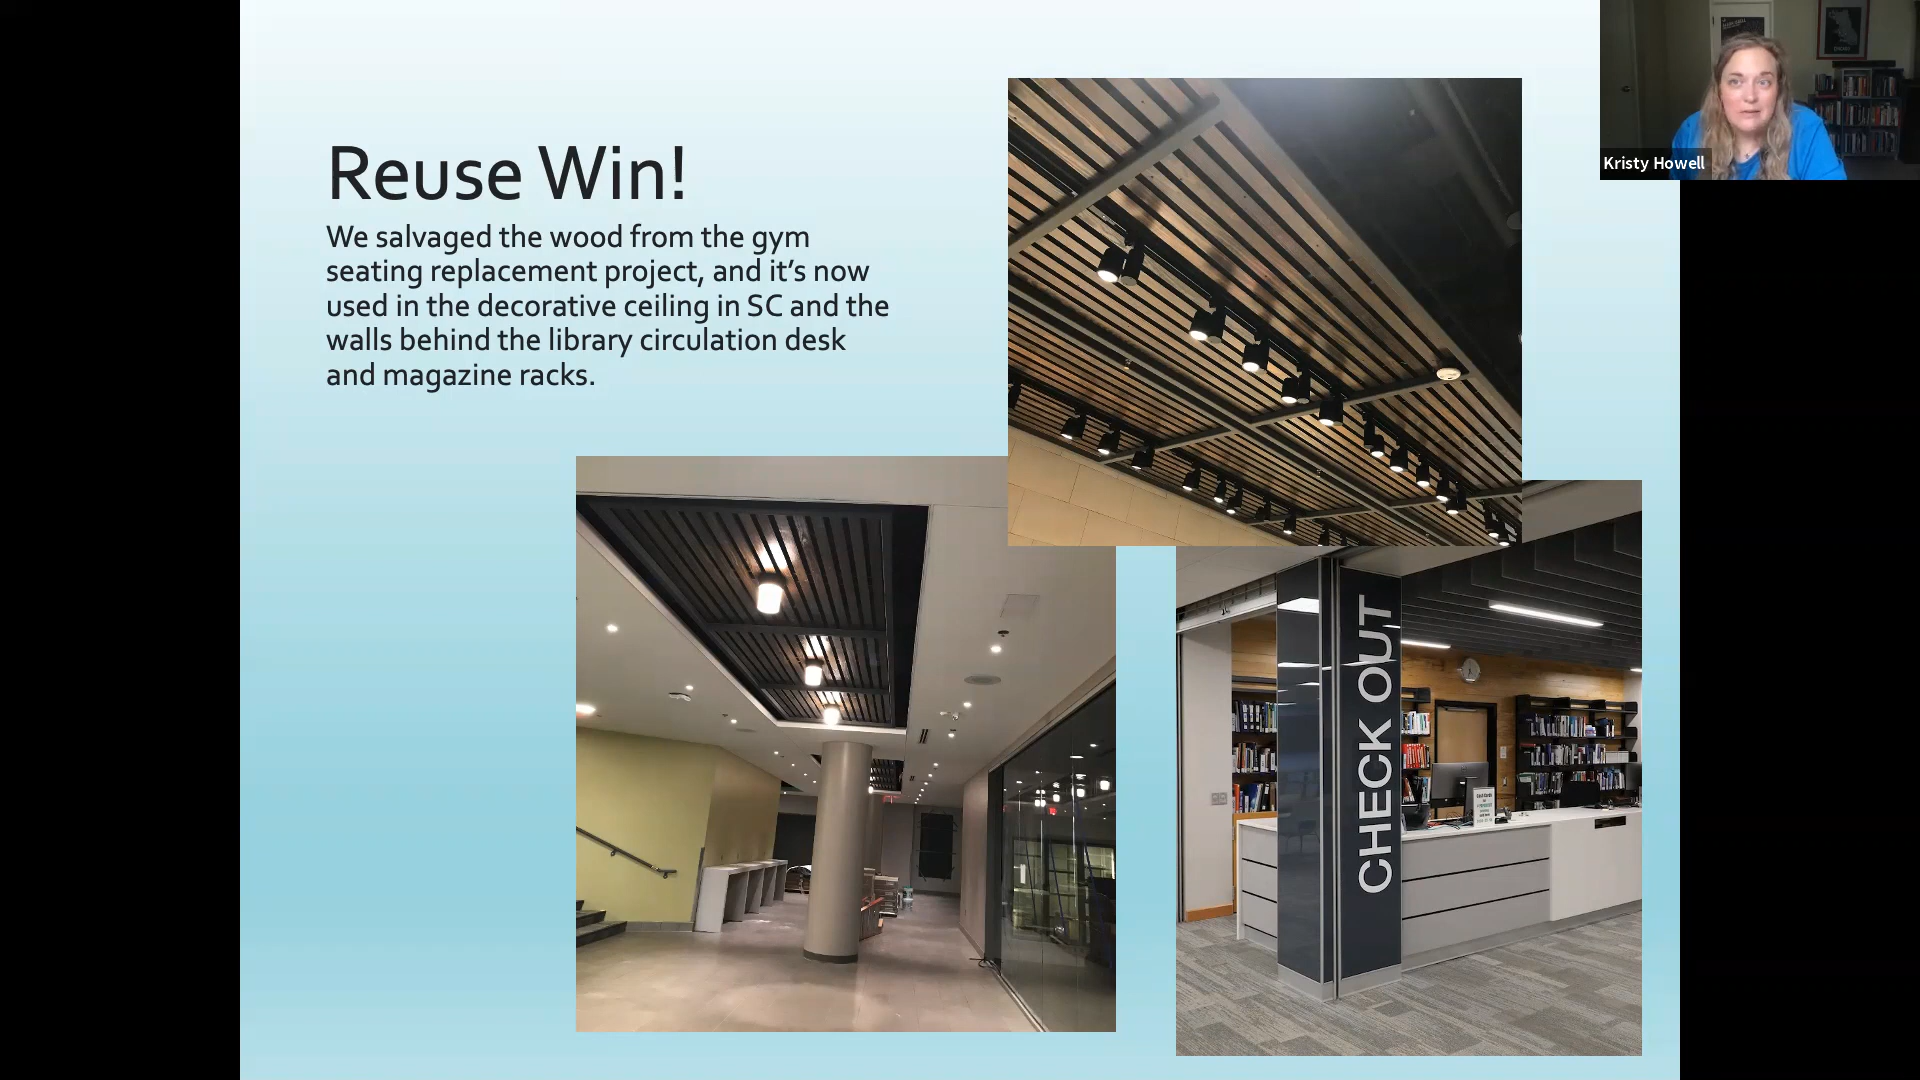 Reuse Win!
We salvaged the wood from the gym
seating replacement project, and it’s now
used in the decorative ceiling in SC and the
walls behind the library circulation desk
and magazine racks.
Kristy Howell
CHECK OUT